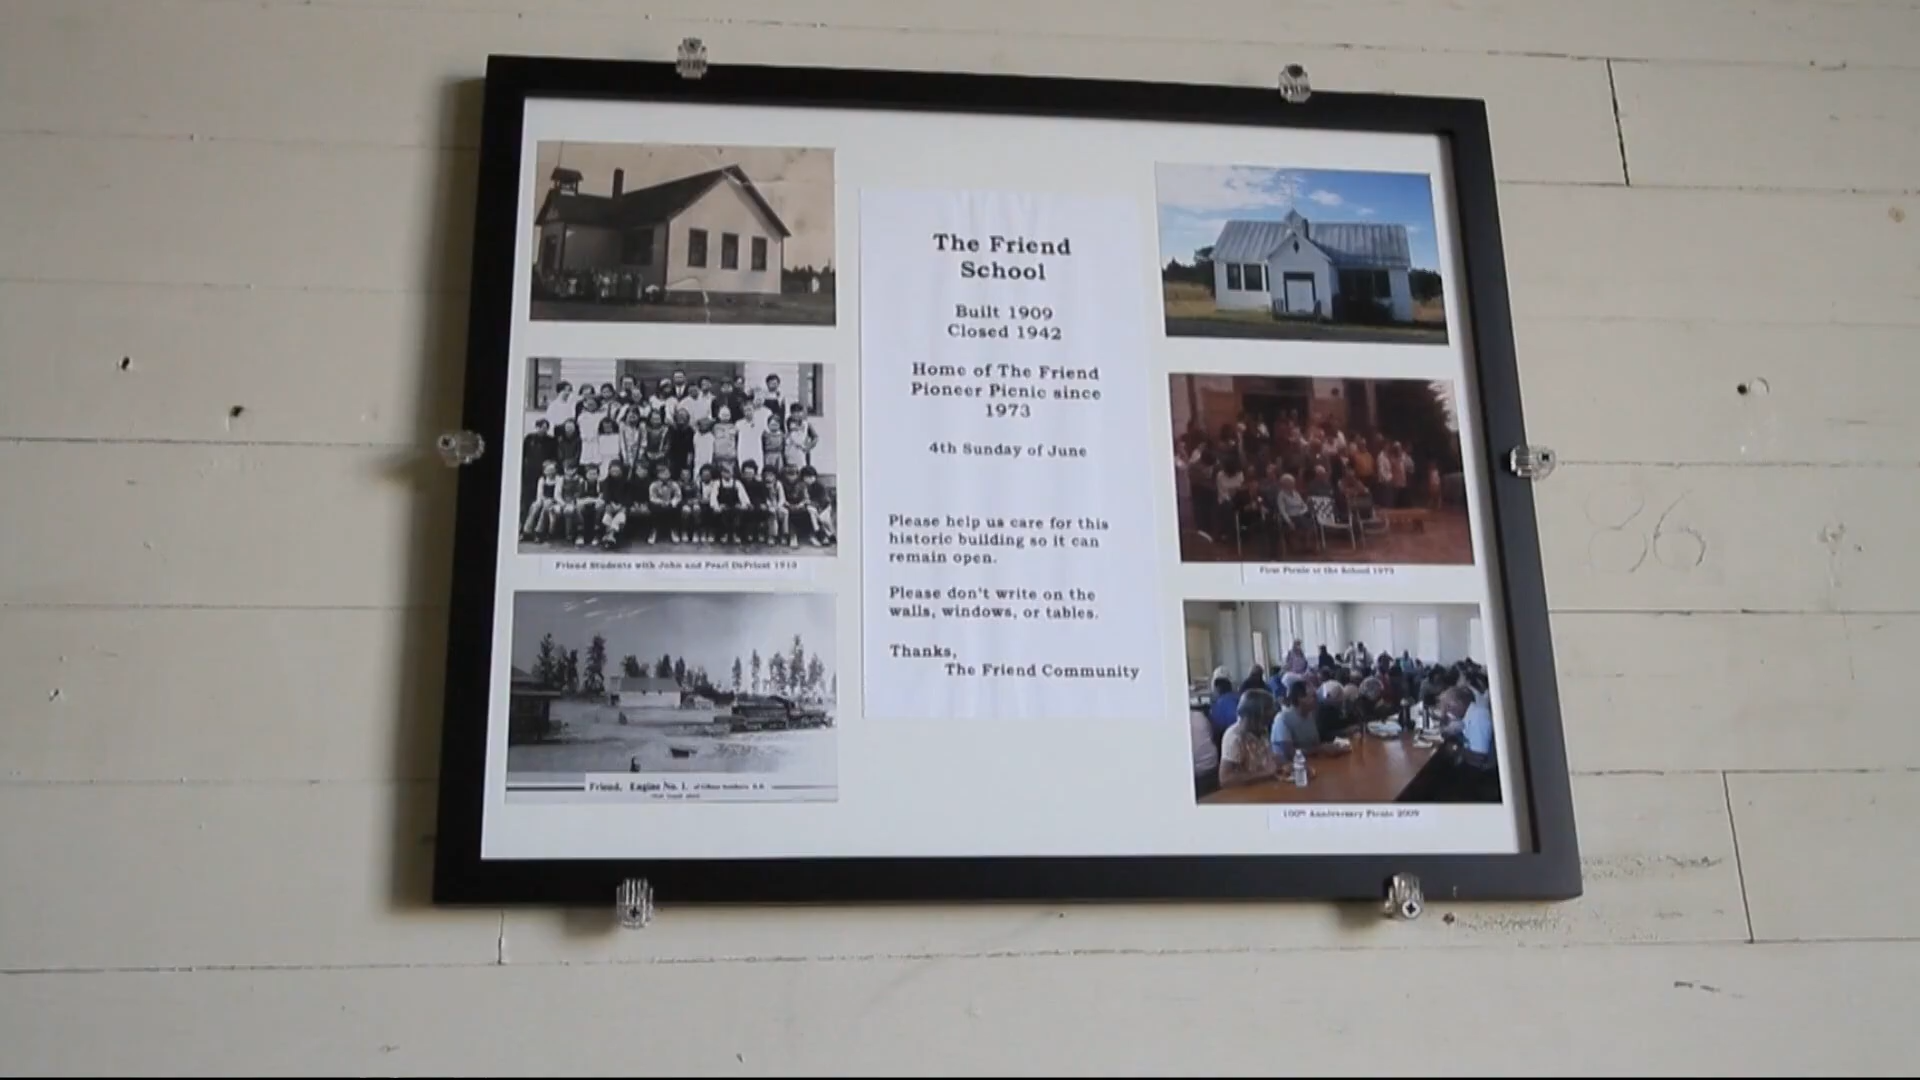 The Friend
School
Built 1909
Closed 1942
Home of The Friend
Pioneer Picnic since
1973
4th Sunday of June
Please help us care for this
historic building so it can
remain open.
Please don't write on the
walls, windows, or tables.
Thanks,
The Friend Community
Friend Students with John and Pearl DePriest 1913
Friend, Engine No. 1.
First Picnic at the School 1973
100th Anniversary Picnic 2009
86